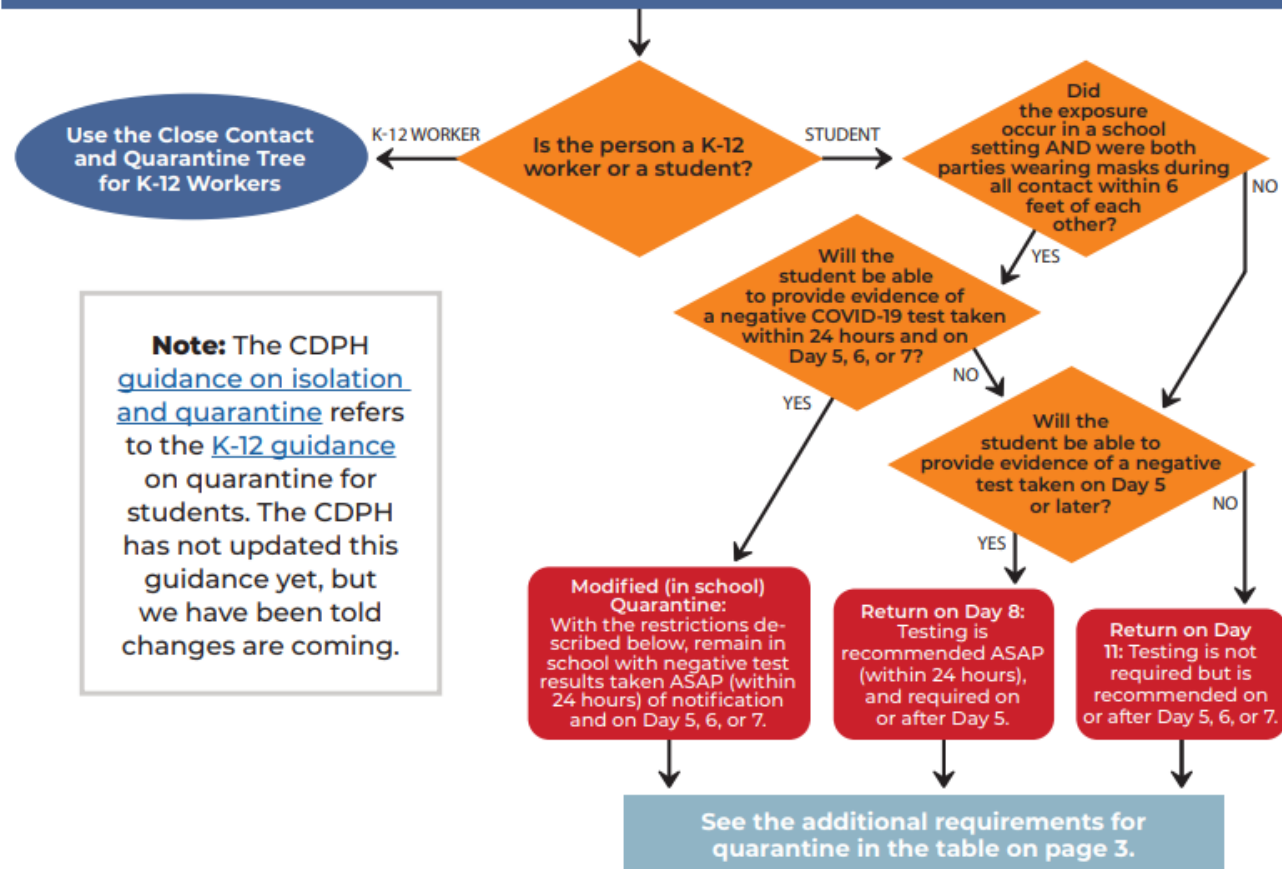 Use the Close Contact
and Quarantine Tree
for K-12 Workers
K-12 WORKER
Is the person a K-12
worker or a student?
STUDENT
Did
the exposure
occur in a school
setting AND were both
parties wearing masks during
all contact within 6
feet of each
other?
NO
YES
Will the
student be able
to provide evidence of
a negative COVID-19 test taken
within 24 hours and on
Day 5, 6, or 7?
NO
YES
Will the
student be able to
provide evidence of a negative
test taken on Day 5
or later?
NO
YES
Note: The CDPH
guidance on isolation
and quarantine refers
to the K-12 guidance
on quarantine for
students. The CDPH
has not updated this
guidance yet, but
we have been told
changes are coming.
Modified (in school)
Quarantine:
With the restrictions de-
scribed below, remain in
school with negative test
results taken ASAP (within
24 hours) of notification
and on Day 5, 6, or 7.
Return on Day 8:
Testing is
recommended ASAP
(within 24 hours),
and required on
or after Day 5.
Return on Day
11: Testing is not
required but is
recommended on
or after Day 5, 6, or 7.
See the additional requirements for
quarantine in the table on page 3.